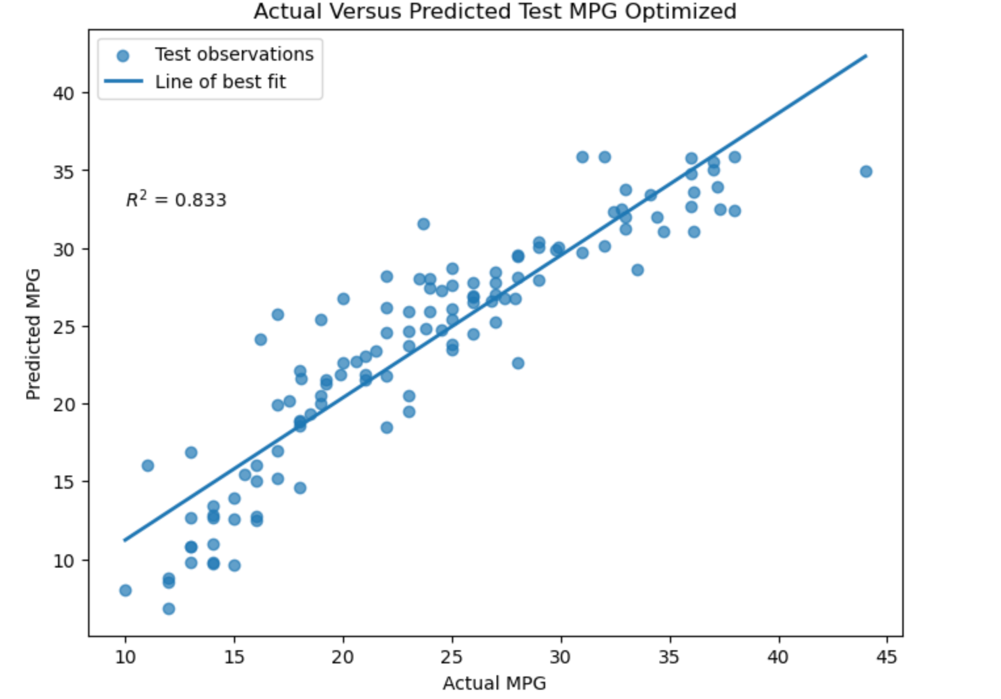 Actual Versus Predicted Test MPG Optimized
Test observations
Line of best fit
R² = 0.833
Predicted MPG
40
35
30
25
20
15
10
10 15 20 25 30 35 40 45
Actual MPG